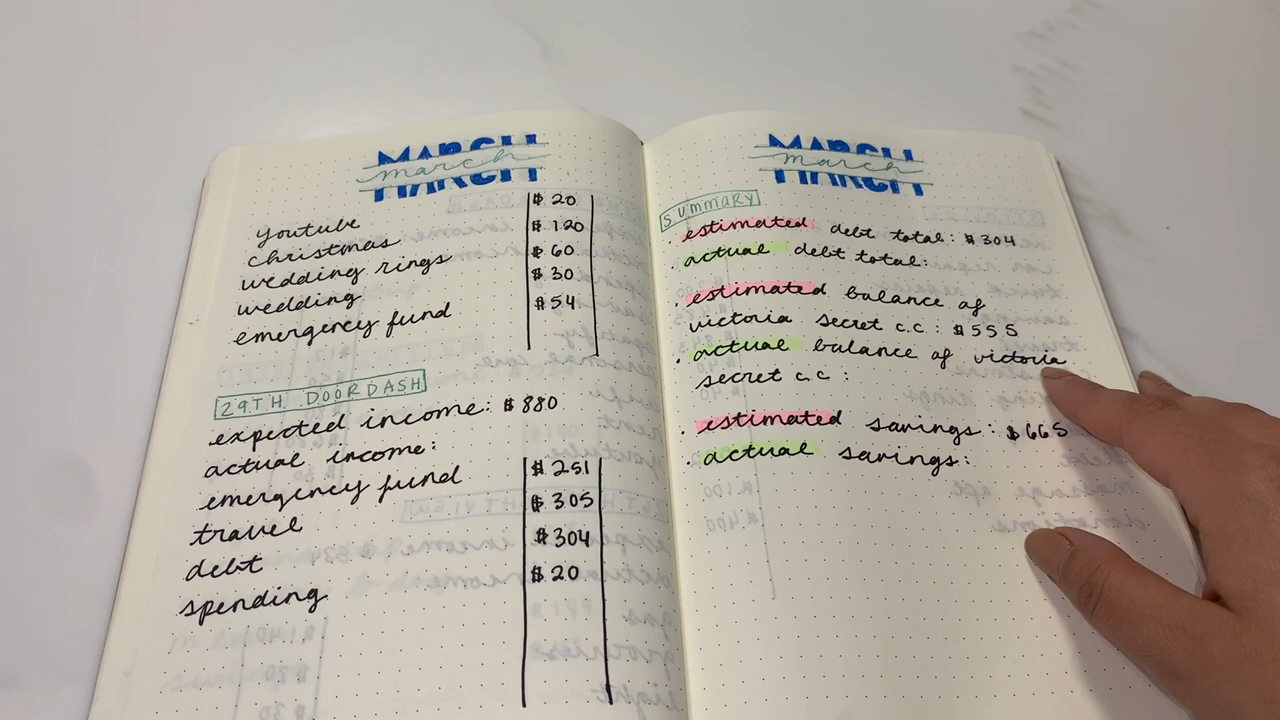 MARCH
march
youtube $20
christmas $120
wedding rings $60
wedding $30
emergency fund $54
29TH DOORDASH
expected income: $880
actual income:
emergency fund $251
travel $305
debt $304
spending $20
MARCH
march
SUMMARY
· estimated debt total: $304
· actual debt total:
· estimated balance of
victoria secret c.c: $555
· actual balance of victoria
secret c.c:
· estimated savings: $665
· actual savings: